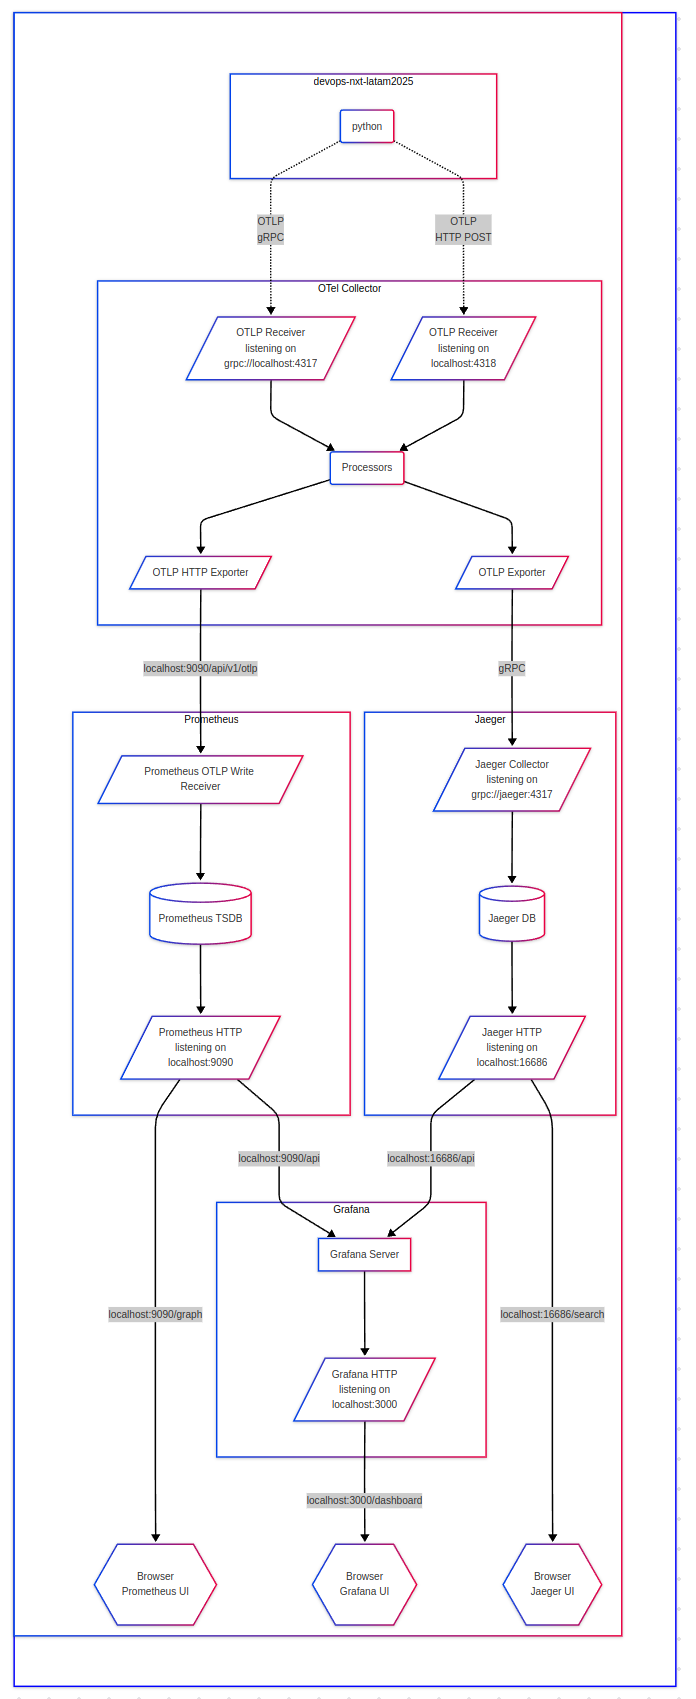 devops-nxt-latam2025
python
OTLP
gRPC
OTLP
HTTP POST
OTel Collector
OTLP Receiver
listening on
grpc://localhost:4317
OTLP Receiver
listening on
localhost:4318
Processors
OTLP HTTP Exporter
OTLP Exporter
localhost:9090/api/v1/otlp
gRPC
Prometheus
Jaeger
Prometheus OTLP Write
Receiver
Jaeger Collector
listening on
grpc://jaeger:4317
Prometheus TSDB
Jaeger DB
Prometheus HTTP
listening on
localhost:9090
Jaeger HTTP
listening on
localhost:16686
localhost:9090/api
localhost:16686/api
Grafana
Grafana Server
localhost:9090/graph
localhost:16686/search
Grafana HTTP
listening on
localhost:3000
localhost:3000/dashboard
Browser
Prometheus UI
Browser
Grafana UI
Browser
Jaeger UI